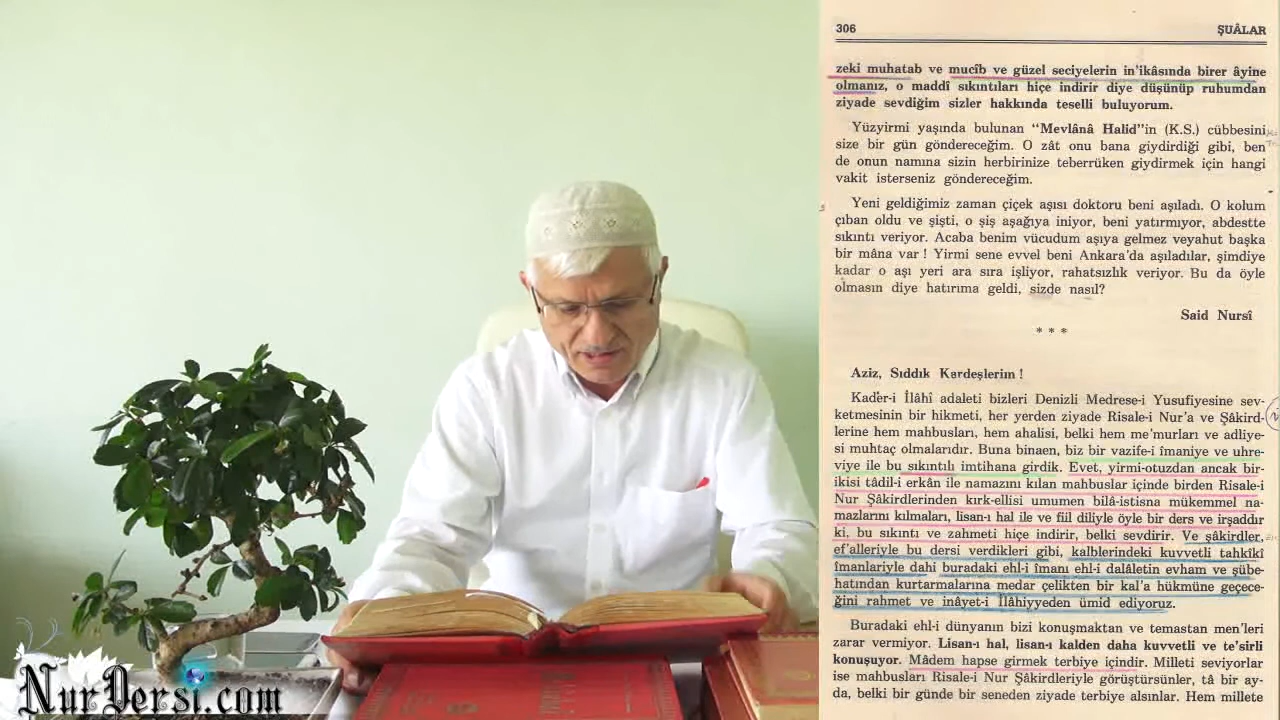 306 ŞUÂLAR
zeki muhatab ve mucîb ve güzel seciyelerin in'ikâsında birer âyine
olmanız, o maddî sıkıntıları hiçe indirir diye düşünüp ruhumdan
ziyade sevdiğim sizler hakkında teselli buluyorum.
Yüzyirmi yaşında bulunan "Mevlânâ Halid"in (K.S.) cübbesini
size bir gün göndereceğim. O zât onu bana giydirdiği gibi, ben
de onun namına sizin herbirinize teberrüken giydirmek için hangi
vakit isterseniz göndereceğim.
Yeni geldiğimiz zaman çiçek aşısı doktoru beni aşıladı. O kolum
çıban oldu ve şişti, o şiş aşağıya iniyor, beni yatırmıyor, abdestte
sıkıntı veriyor. Acaba benim vücudum aşıya gelmez veyahut başka
bir mâna var! Yirmi sene evvel beni Ankara'da aşıladılar, şimdiye
kadar o aşı yeri ara sıra işliyor, rahatsızlık veriyor. Bu da öyle
olmasın diye hatırıma geldi, sizde nasıl?
Said Nursî
* * *
Aziz, Sıddık Kardeşlerim!
Kader-i İlâhî adaleti bizleri Denizli Medrese-i Yusufiyesine sev-
ketmesinin bir hikmeti, her yerden ziyade Risale-i Nur'a ve Şâkird-
lerine hem mahbusları, hem ahalisi, belki hem me'murları ve adliye-
si muhtaç olmalarıdır. Buna binaen, biz bir vazife-i îmaniye ve uhre-
viye ile bu sıkıntılı imtihana girdik. Evet, yirmi-otuzdan ancak bir-
ikisi tâdil-i erkân ile namazını kılan mahbuslar içinde birden Risale-i
Nur Şâkirdlerinden kırk-ellisi umumen bilâ-istisna mükemmel na-
mazlarını kılmaları, lisan-ı hal ile ve fiil diliyle öyle bir ders ve irşaddır
ki, bu sıkıntı ve zahmeti hiçe indirir, belki sevdirir. Ve şâkirdler,
ef'alleriyle bu dersi verdikleri gibi, kalblerindeki kuvvetli tahkikî
îmanlariyle dahi buradaki ehl-i îmanı ehl-i dalâletin evham ve şübe-
hatından kurtarmalarına medar çelikten bir kal'a hükmüne geçece-
ğini rahmet ve inâyet-i İlâhiyyeden ümid ediyoruz.
Buradaki ehl-i dünyanın bizi konuşmaktan ve temastan men'leri
zarar vermiyor. Lisan-ı hal, lisan-ı kalden daha kuvvetli ve te'sirli
konuşuyor. Mâdem hapse girmek terbiye içindir. Milleti seviyorlar
ise mahbusları Risale-i Nur Şâkirdleriyle görüştürsünler, tâ bir ay-
da, belki bir günde bir seneden ziyade terbiye alsınlar. Hem millete
NurDersi.com